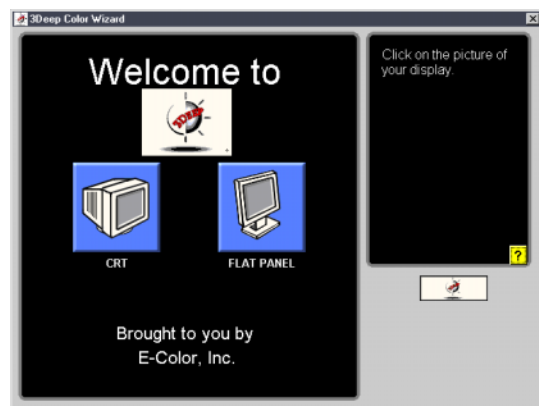 3Deep Color Wizard
Welcome to
3DEEP
CRT
FLAT PANEL
Brought to you by
E-Color, Inc.
Click on the picture of
your display.
?